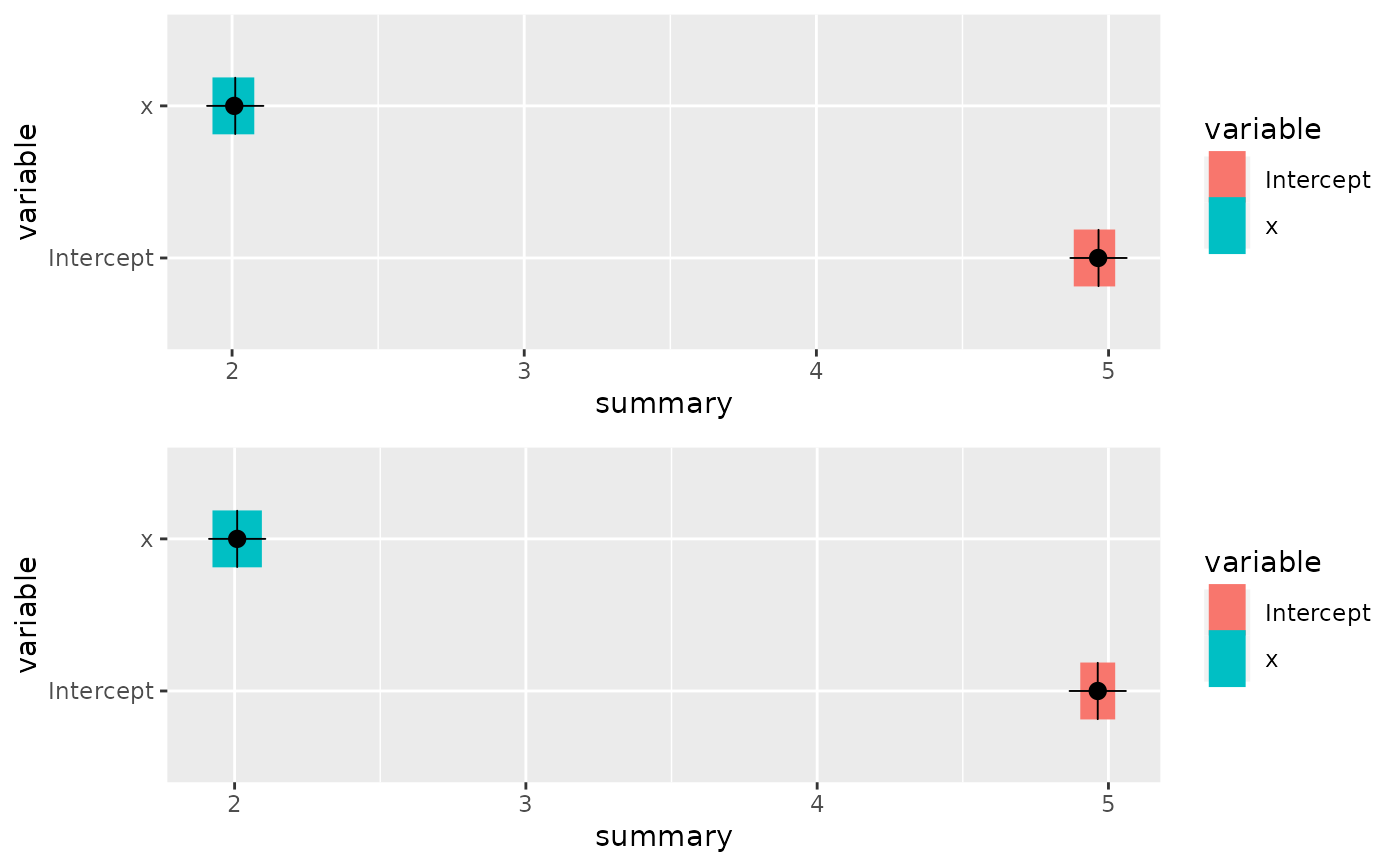 variable
x
Intercept
2 3 4 5
summary
variable
Intercept
x
variable
x
Intercept
2 3 4 5
summary
variable
Intercept
x